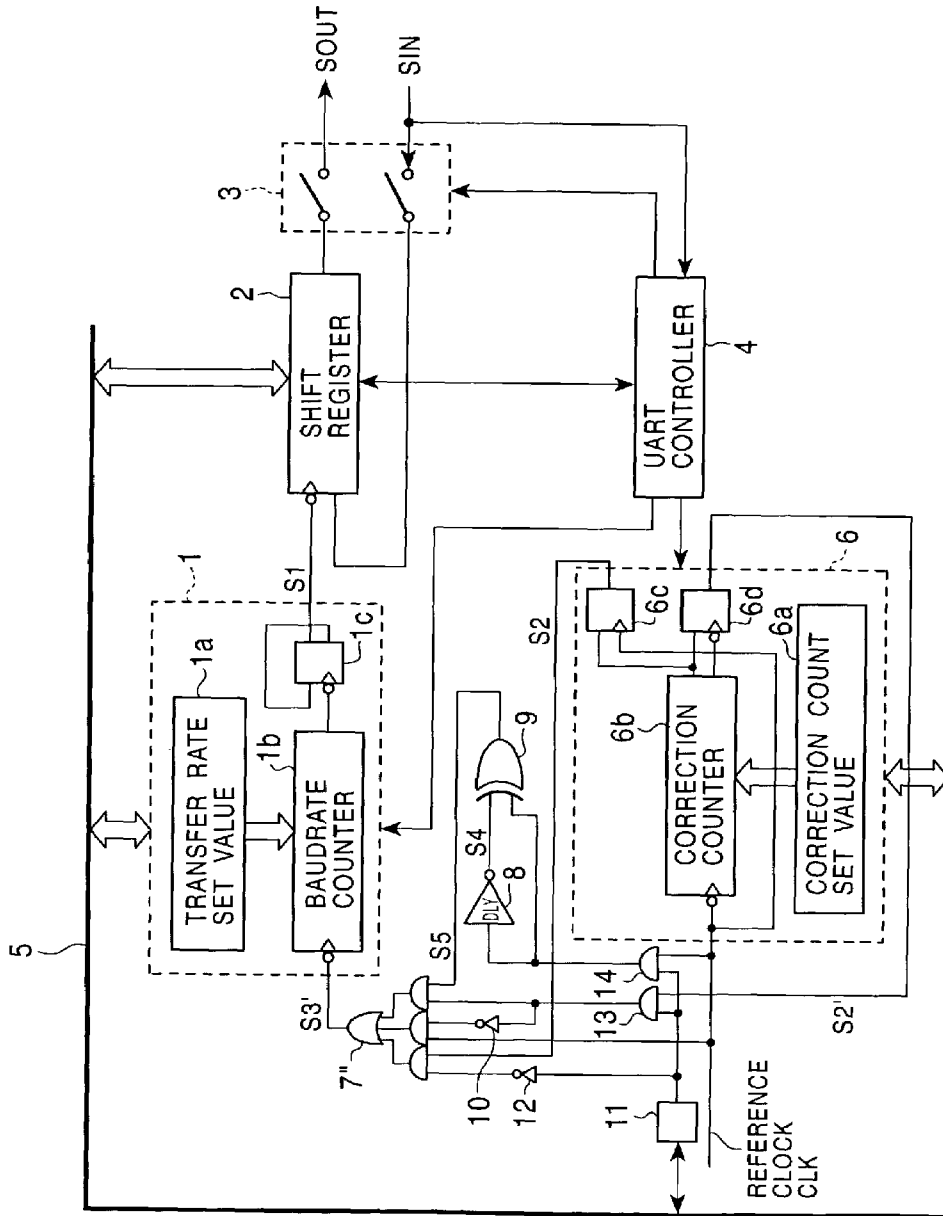 5
1
1a
TRANSFER RATE
SET VALUE
1b
BAUDRATE
COUNTER
1c
S1
2
SHIFT
REGISTER
3
SOUT
SIN
S3'
7"
S5
S4
DLY
8
9
10
12
11
13
14
S2
S2'
REFERENCE
CLOCK
CLK
4
UART
CONTROLLER
6
6b
CORRECTION
COUNTER
6c
6d
6a
CORRECTION COUNT
SET VALUE